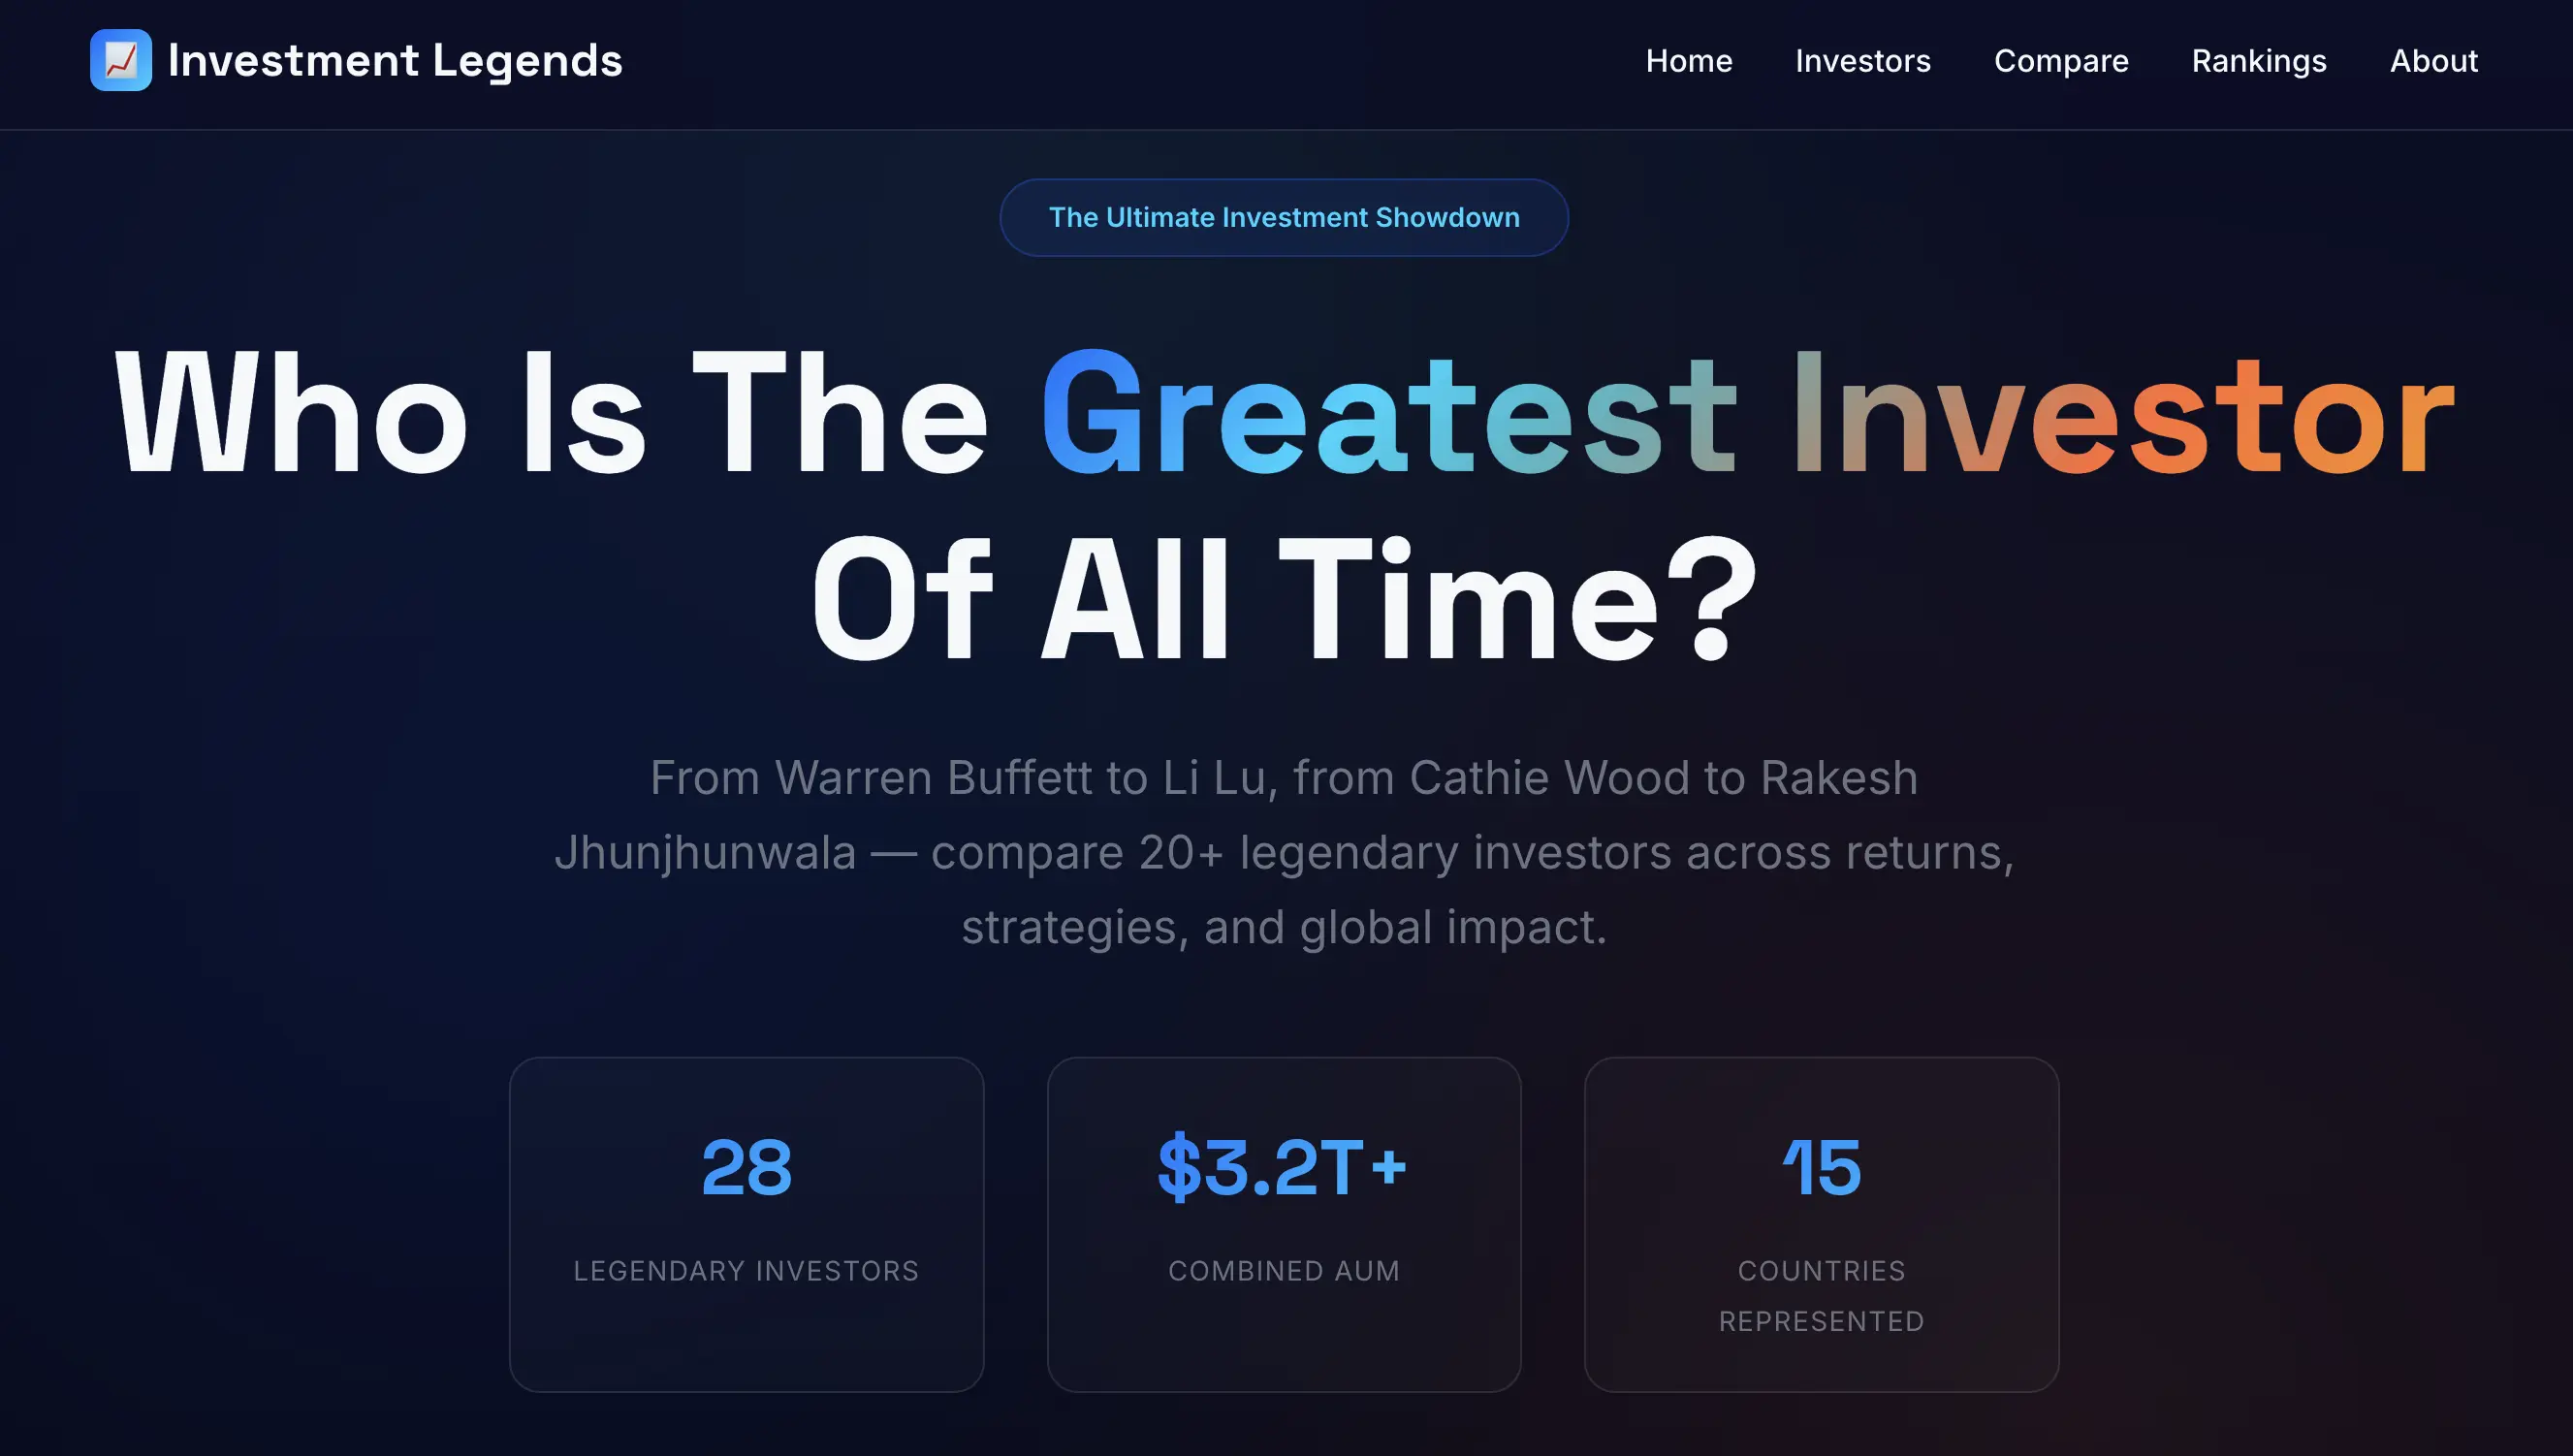 Investment Legends
Home
Investors
Compare
Rankings
About
The Ultimate Investment Showdown
Who Is The Greatest Investor
Of All Time?
From Warren Buffett to Li Lu, from Cathie Wood to Rakesh
Jhunjhunwala — compare 20+ legendary investors across returns,
strategies, and global impact.
28
LEGENDARY INVESTORS
$3.2T+
COMBINED AUM
15
COUNTRIES
REPRESENTED